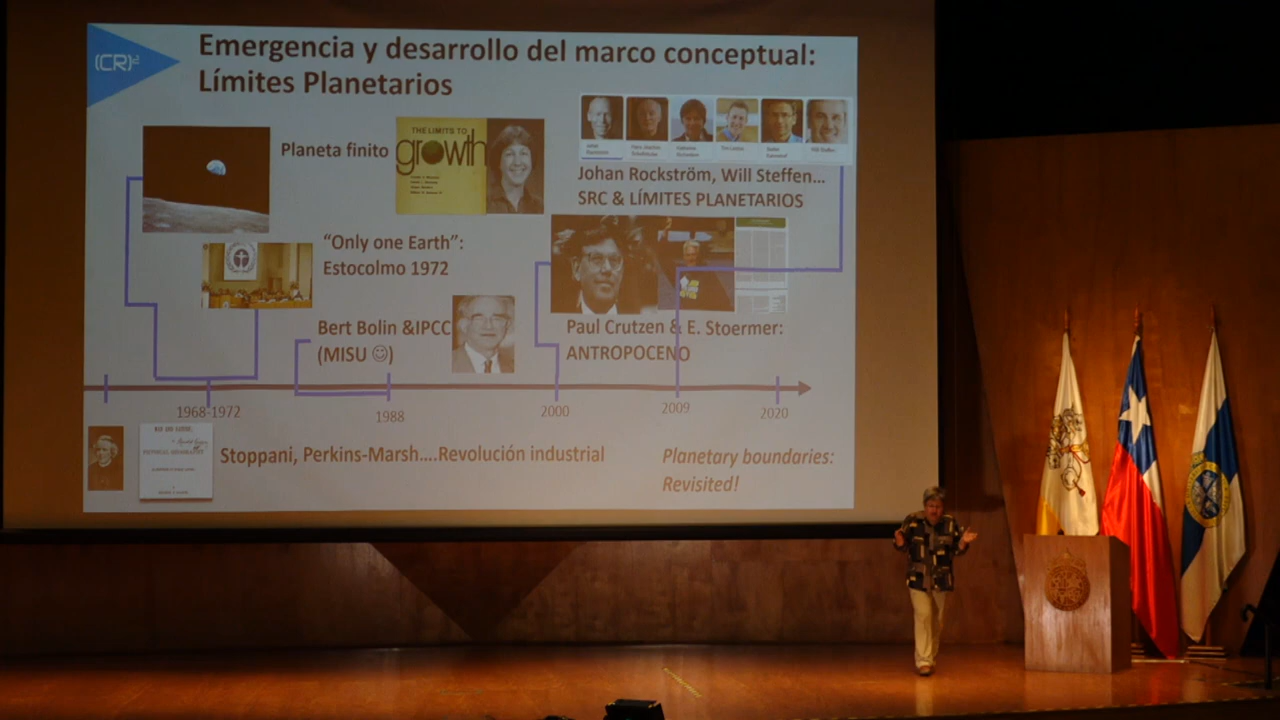 (CR)²
Emergencia y desarrollo del marco conceptual:
Límites Planetarios
Planeta finito
THE LIMITS TO
growth
Johan Rockström, Will Steffen...
SRC & LÍMITES PLANETARIOS
“Only one Earth”:
Estocolmo 1972
Bert Bolin &IPCC
(MISU ☺)
Paul Crutzen & E. Stoermer:
ANTROPOCENO
1968-1972
1988
2000
2009
2020
Stoppani, Perkins-Marsh....Revolución industrial
Planetary boundaries:
Revisited!